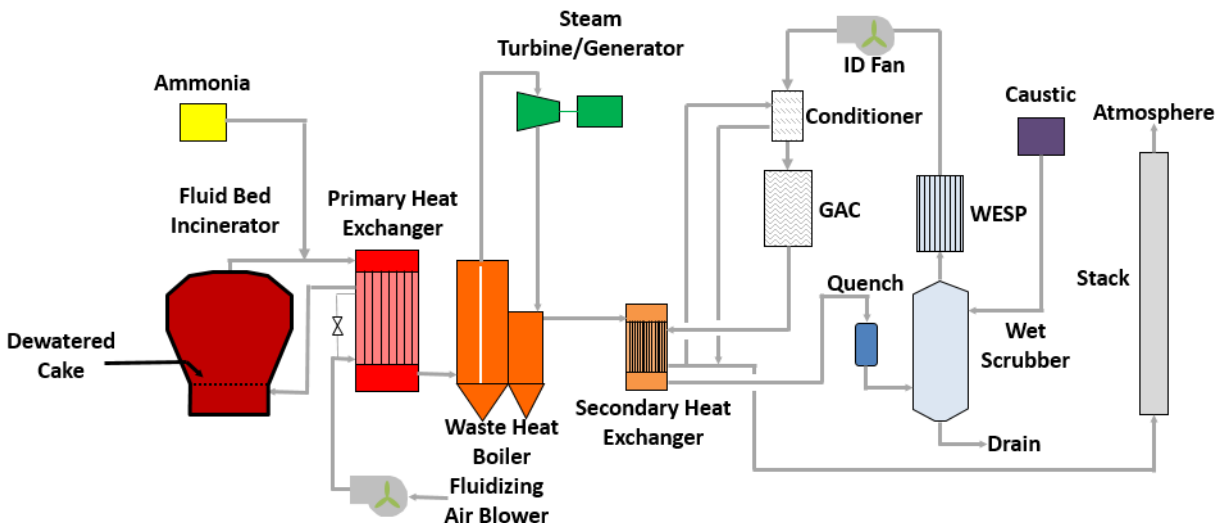 Steam
Turbine/Generator
ID Fan
Ammonia
Conditioner
Caustic
Atmosphere
Fluid Bed
Incinerator
Primary Heat
Exchanger
GAC
WESP
Quench
Stack
Dewatered
Cake
Wet
Scrubber
Secondary Heat
Exchanger
Waste Heat
Boiler
Drain
Fluidizing
Air Blower